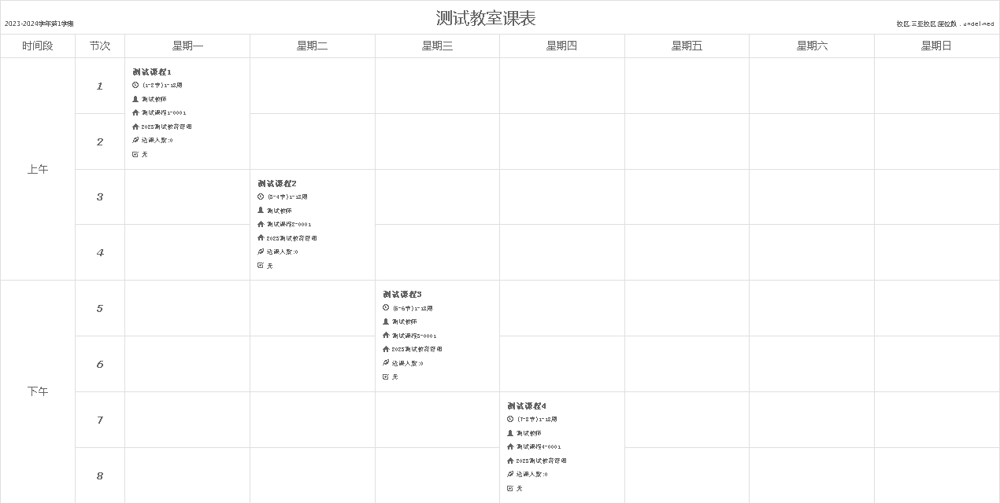 测试教室课表
2023-2024学年第1学期
校区:三亚校区 座位数：undefined
时间段 节次 星期一 星期二 星期三 星期四 星期五 星期六 星期日
上午
1
2
测试课程1
(1-2节)1-18周
测试教师
测试课程1-0001
2023测试教育管理
选课人数:0
无
3
4
测试课程2
(3-4节)1-18周
测试教师
测试课程2-0001
2023测试教育管理
选课人数:0
无
下午
5
6
测试课程3
(5-6节)1-18周
测试教师
测试课程3-0001
2023测试教育管理
选课人数:0
无
7
8
测试课程4
(7-8节)1-18周
测试教师
测试课程4-0001
2023测试教育管理
选课人数:0
无